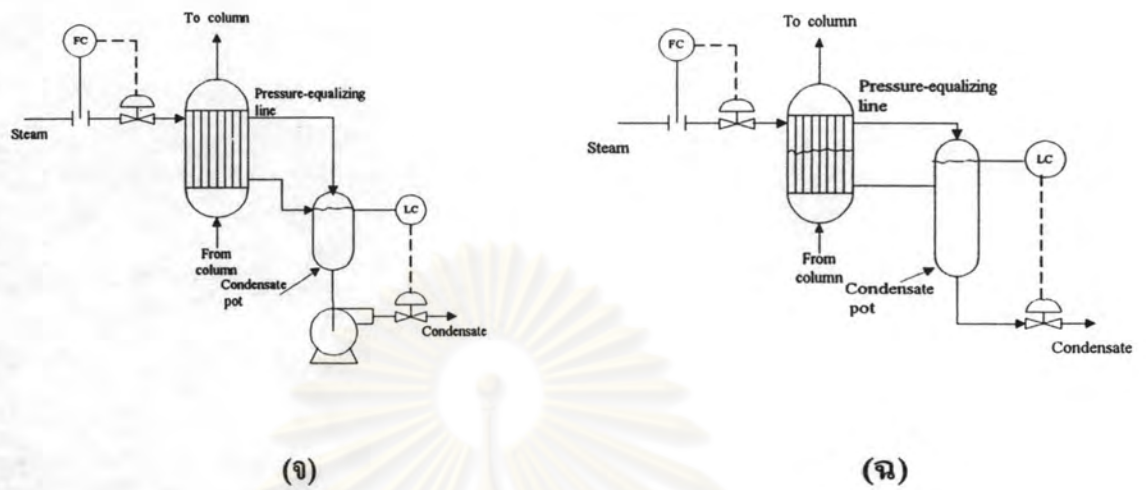 To column
FC
Pressure-equalizing
line
Steam
LC
From
column
Condensate
pot
Condensate
(จ)
To column
FC
Pressure-equalizing
line
Steam
LC
From
column
Condensate
pot
Condensate
(ฉ)